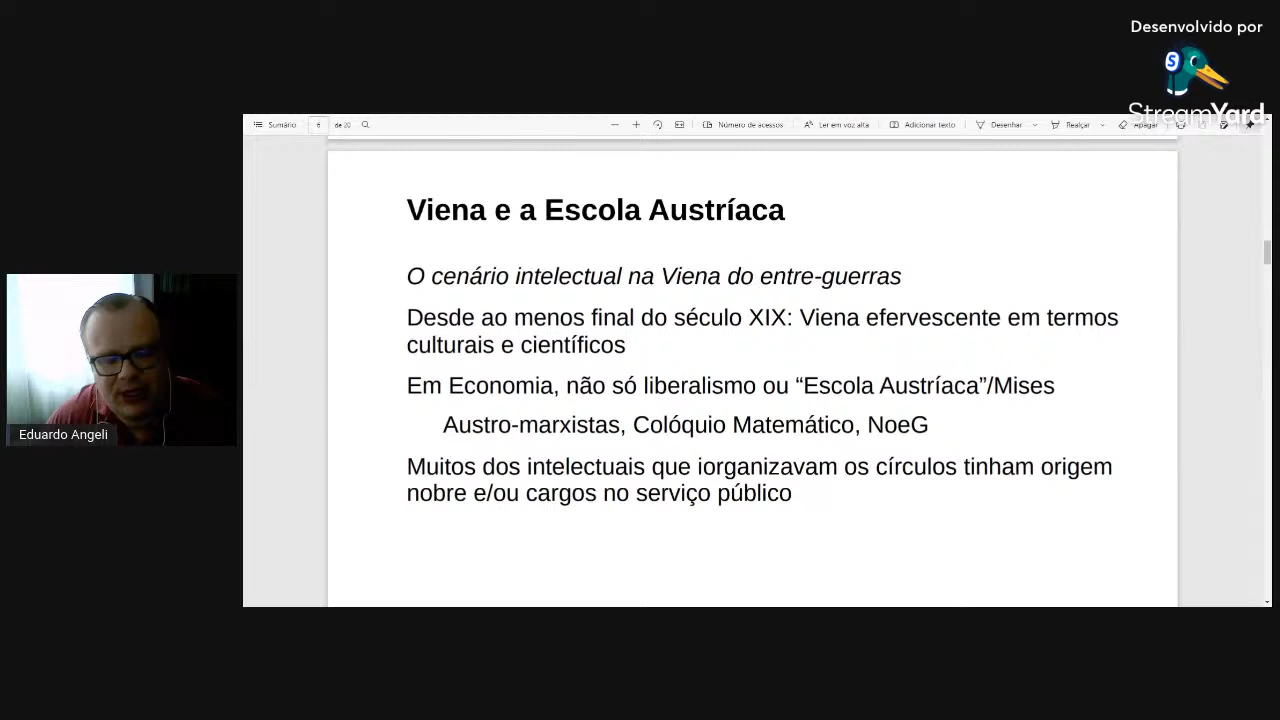 Desenvolvido por
StreamYard
Sumário 6 de 20 Número de acessos Ler em voz alta Adicionar texto Desenhar Realçar Apagar
Viena e a Escola Austríaca
O cenário intelectual na Viena do entre-guerras
Desde ao menos final do século XIX: Viena efervescente em termos
culturais e científicos
Em Economia, não só liberalismo ou “Escola Austríaca”/Mises
Austro-marxistas, Colóquio Matemático, NoeG
Muitos dos intelectuais que iorganizavam os círculos tinham origem
nobre e/ou cargos no serviço público
Eduardo Angeli